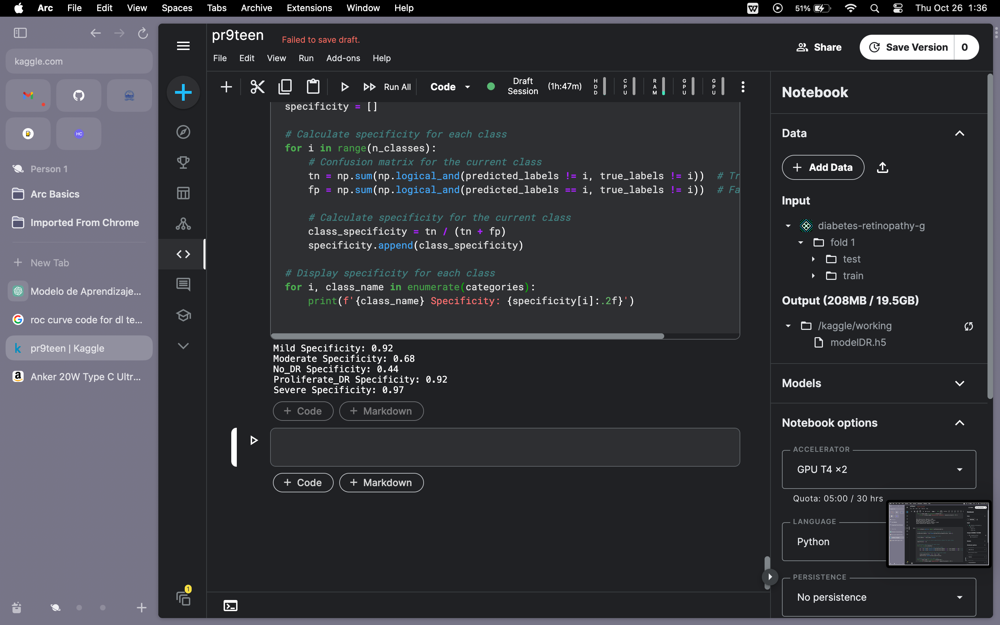 Arc File Edit View Spaces Tabs Archive Extensions Window Help 51% Thu Oct 26 1:36
kaggle.com
HC
Person 1
Arc Basics
Imported From Chrome
New Tab
Modelo de Aprendizaje...
roc curve code for dl te...
pr9teen | Kaggle
Anker 20W Type C Ultr...
1
pr9teen Failed to save draft.
File Edit View Run Add-ons Help
Share Save Version 0
Run All Code Draft Session (1h:47m) HDD CPU RAM GPU GPU
specificity = []
# Calculate specificity for each class
for i in range(n_classes):
# Confusion matrix for the current class
tn = np.sum(np.logical_and(predicted_labels != i, true_labels != i)) # Tr
fp = np.sum(np.logical_and(predicted_labels == i, true_labels != i)) # Fa
# Calculate specificity for the current class
class_specificity = tn / (tn + fp)
specificity.append(class_specificity)
# Display specificity for each class
for i, class_name in enumerate(categories):
print(f'{class_name} Specificity: {specificity[i]:.2f}')
Mild Specificity: 0.92
Moderate Specificity: 0.68
No_DR Specificity: 0.44
Proliferate_DR Specificity: 0.92
Severe Specificity: 0.97
+ Code + Markdown
+ Code + Markdown
Notebook
Data
+ Add Data
Input
diabetes-retinopathy-g
fold 1
test
train
Output (208MB / 19.5GB)
/kaggle/working
modelDR.h5
Models
Notebook options
ACCELERATOR
GPU T4 ×2
Quota: 05:00 / 30 hrs
LANGUAGE
Python
PERSISTENCE
No persistence